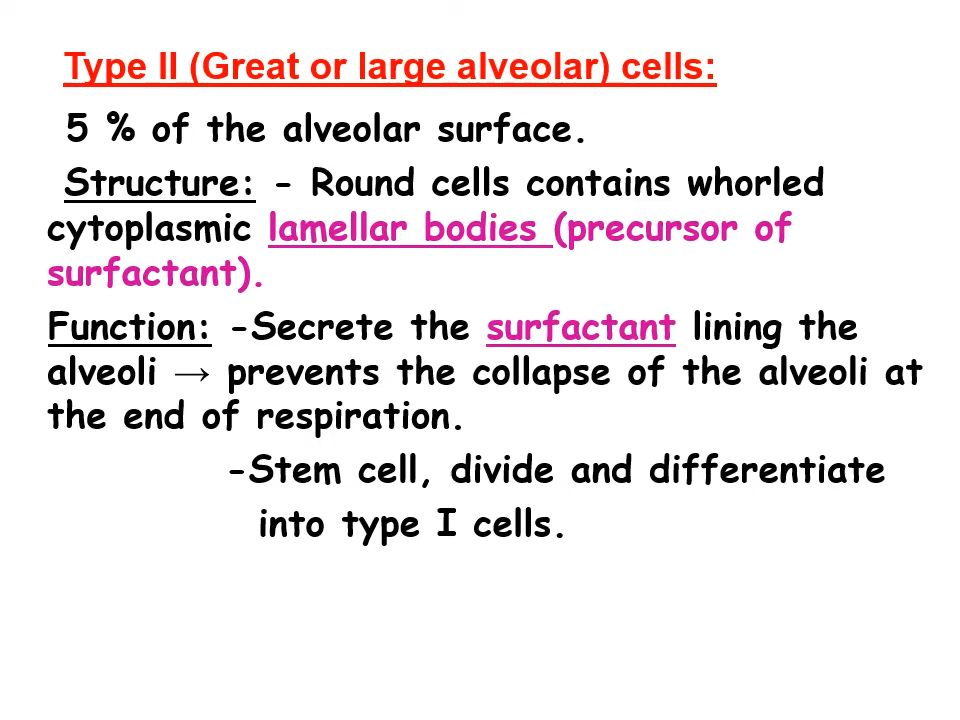 Type II (Great or large alveolar) cells:
5 % of the alveolar surface.
Structure: - Round cells contains whorled
cytoplasmic lamellar bodies (precursor of
surfactant).
Function: -Secrete the surfactant lining the
alveoli → prevents the collapse of the alveoli at
the end of respiration.
-Stem cell, divide and differentiate
into type I cells.